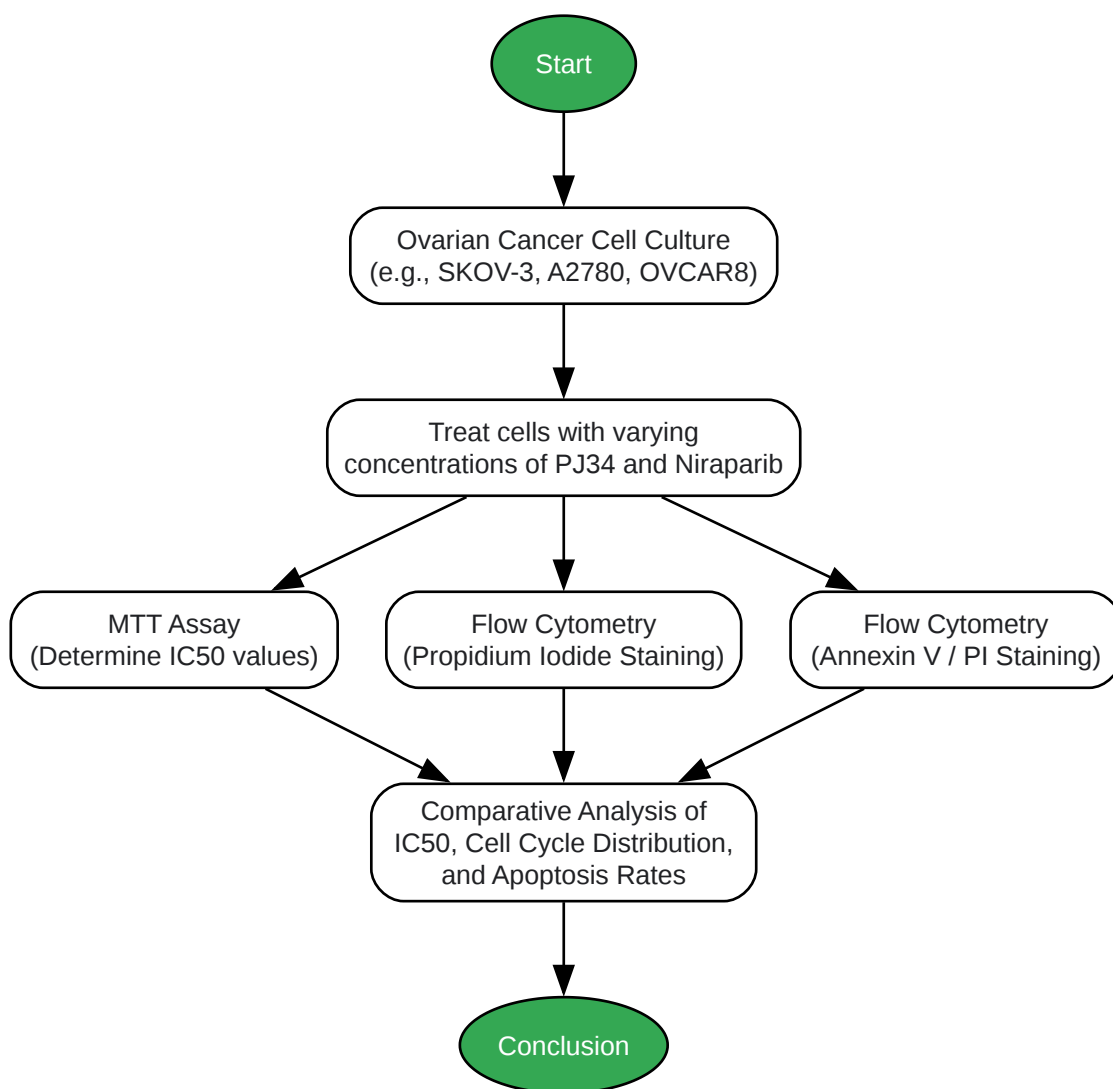 Start
Ovarian Cancer Cell Culture
(e.g., SKOV-3, A2780, OVCAR8)
Treat cells with varying
concentrations of PJ34 and Niraparib
MTT Assay
(Determine IC50 values)
Flow Cytometry
(Propidium Iodide Staining)
Flow Cytometry
(Annexin V / PI Staining)
Comparative Analysis of
IC50, Cell Cycle Distribution,
and Apoptosis Rates
Conclusion